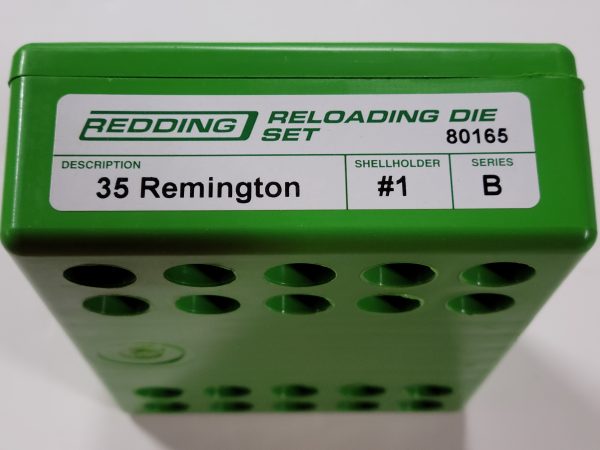 REDDING RELOADING DIE
SET 80165
DESCRIPTION SHELLHOLDER SERIES
35 Remington #1 B